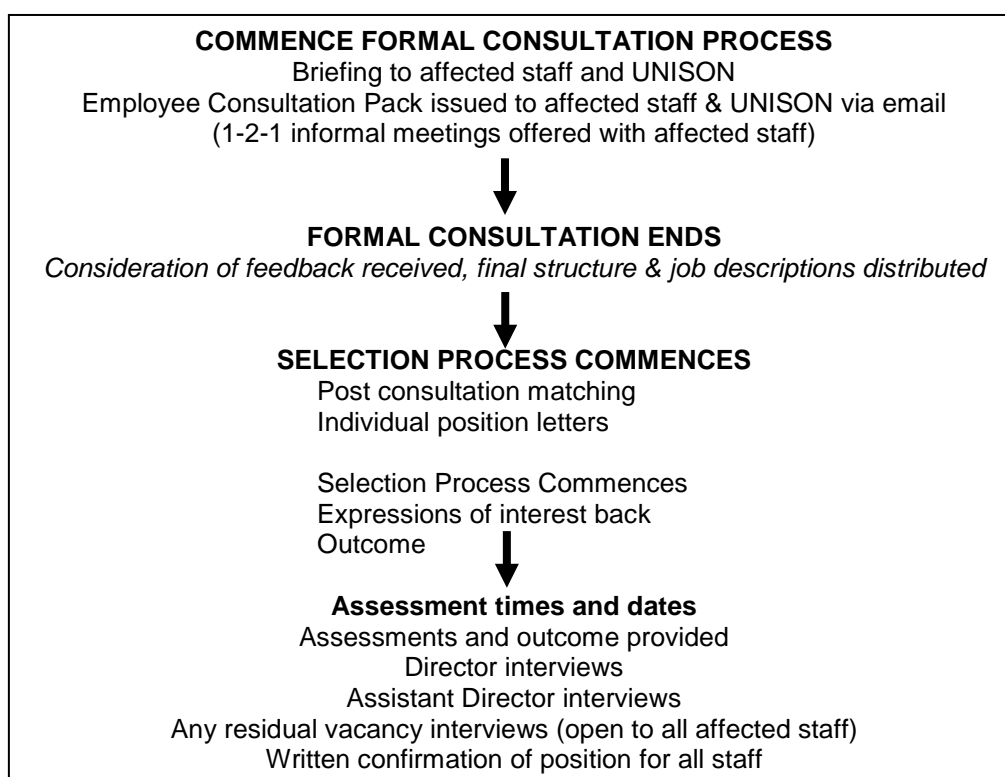 COMMENCE FORMAL CONSULTATION PROCESS
Briefing to affected staff and UNISON
Employee Consultation Pack issued to affected staff & UNISON via email
(1-2-1 informal meetings offered with affected staff)
FORMAL CONSULTATION ENDS
Consideration of feedback received, final structure & job descriptions distributed
SELECTION PROCESS COMMENCES
Post consultation matching
Individual position letters
Selection Process Commences
Expressions of interest back
Outcome
Assessment times and dates
Assessments and outcome provided
Director interviews
Assistant Director interviews
Any residual vacancy interviews (open to all affected staff)
Written confirmation of position for all staff